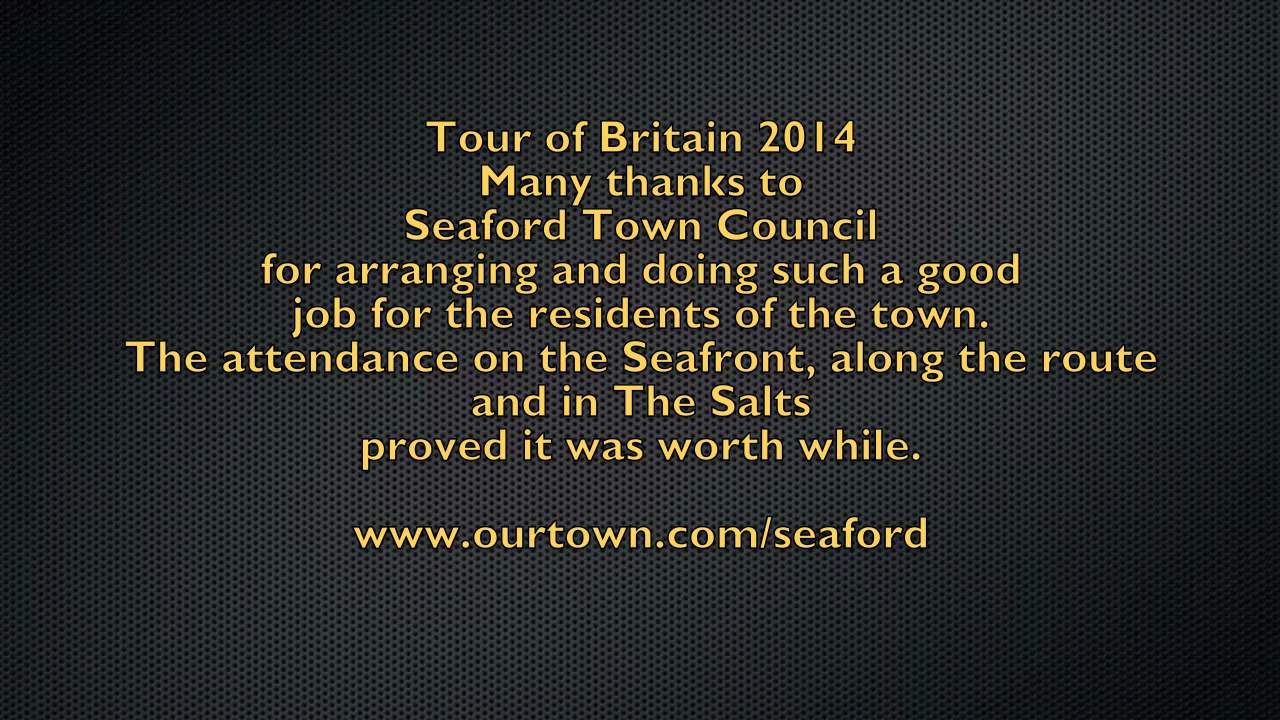 Tour of Britain 2014
Many thanks to
Seaford Town Council
for arranging and doing such a good
job for the residents of the town.
The attendance on the Seafront, along the route
and in The Salts
proved it was worth while.
www.ourtown.com/seaford